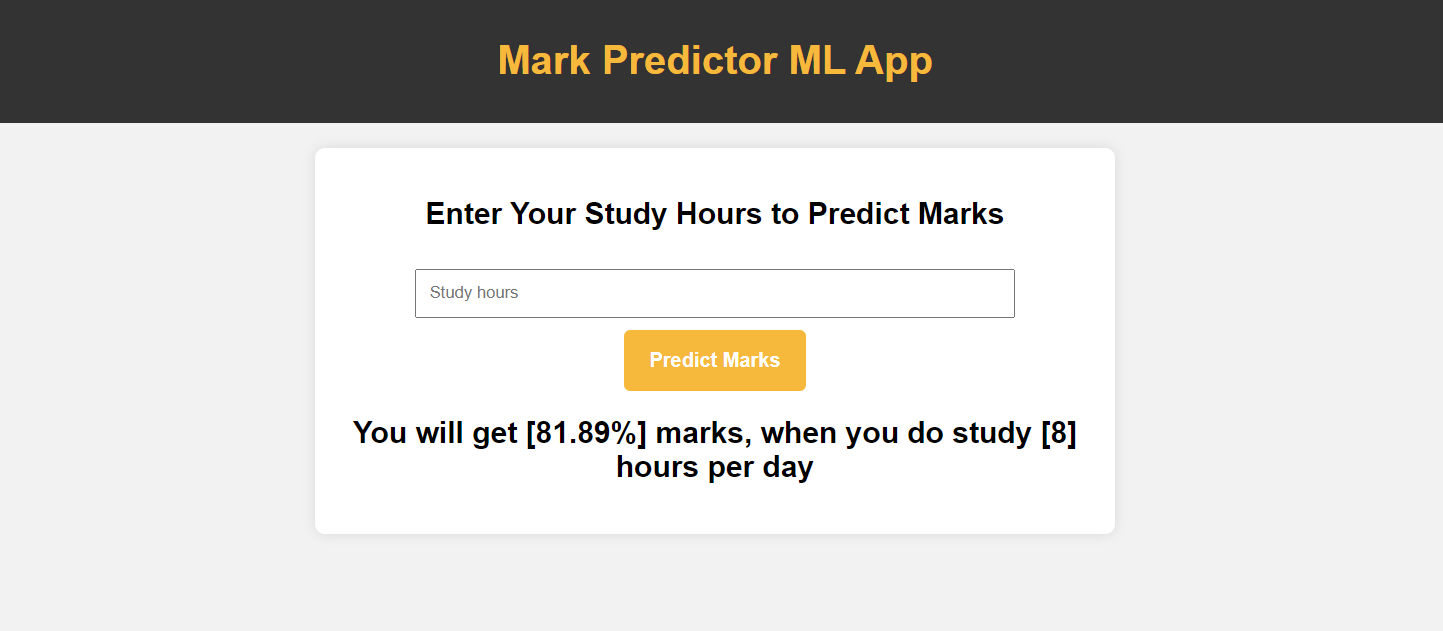 Mark Predictor ML App
Enter Your Study Hours to Predict Marks
Study hours
Predict Marks
You will get [81.89%] marks, when you do study [8]
hours per day